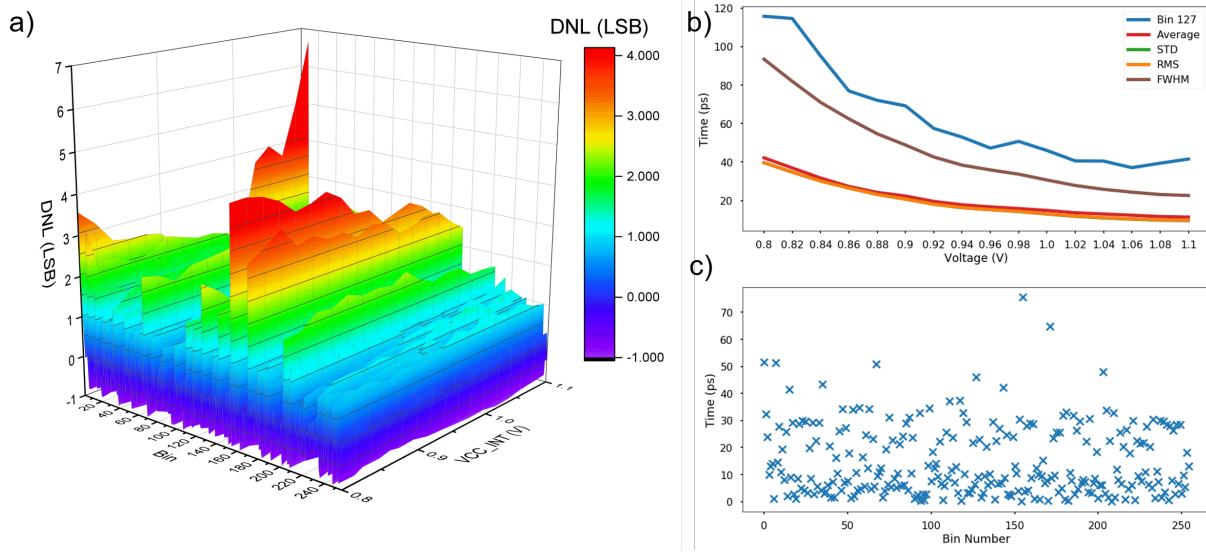 a)
DNL (LSB)
4.000
3.000
2.000
1.000
0.000
-1.000
7
6
5
4
3
2
1
0
-1
DNL (LSB)
20
40
60
80
100
120
140
160
180
200
220
240
Bin
0.8
0.9
1.0
1.1
VCC_INT (V)
b)
120
100
80
60
40
20
Time (ps)
Bin 127
Average
STD
RMS
FWHM
0.8 0.82 0.84 0.86 0.88 0.9 0.92 0.94 0.96 0.98 1.0 1.02 1.04 1.06 1.08 1.1
Voltage (V)
c)
70
60
50
40
30
20
10
0
Time (ps)
0 50 100 150 200 250
Bin Number